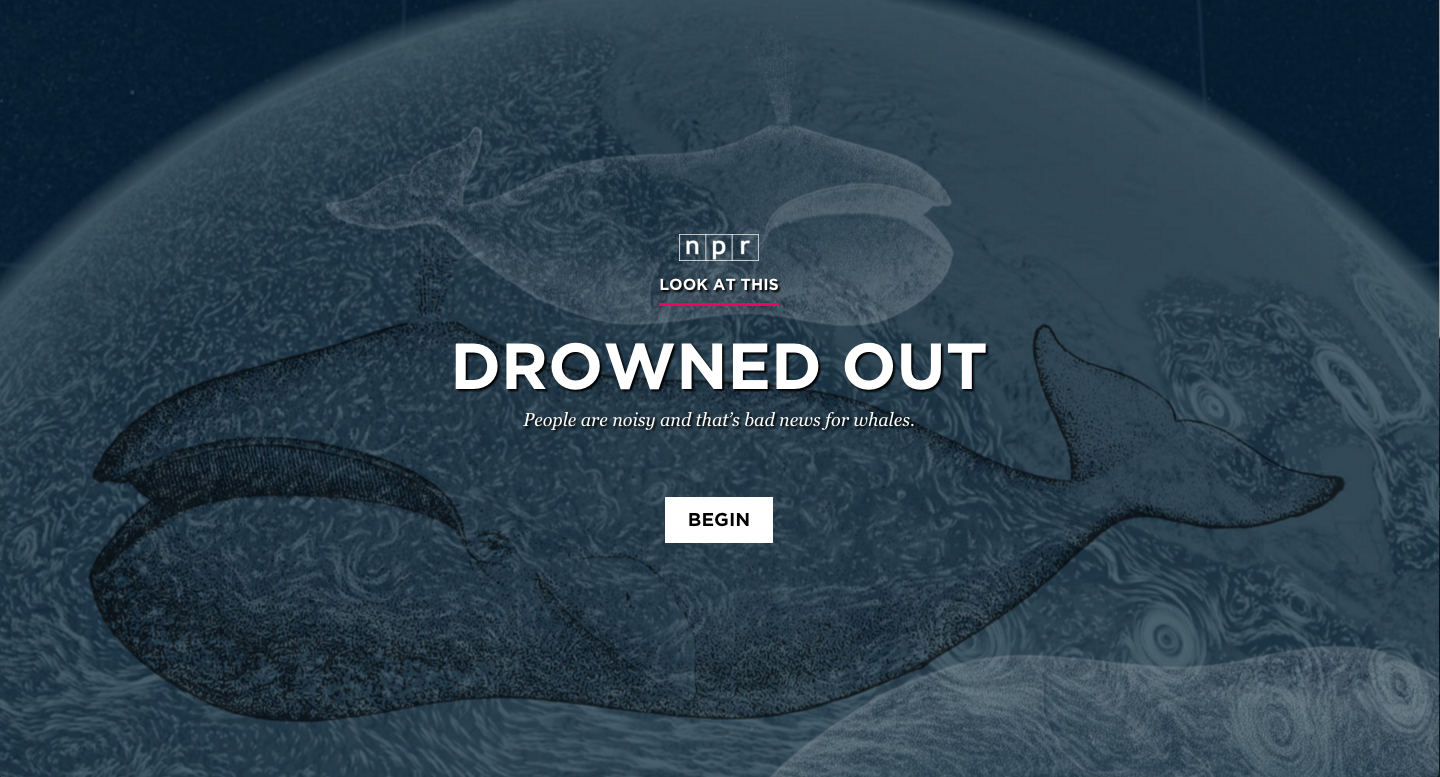 npr
LOOK AT THIS
DROWNED OUT
People are noisy and that’s bad news for whales.
BEGIN